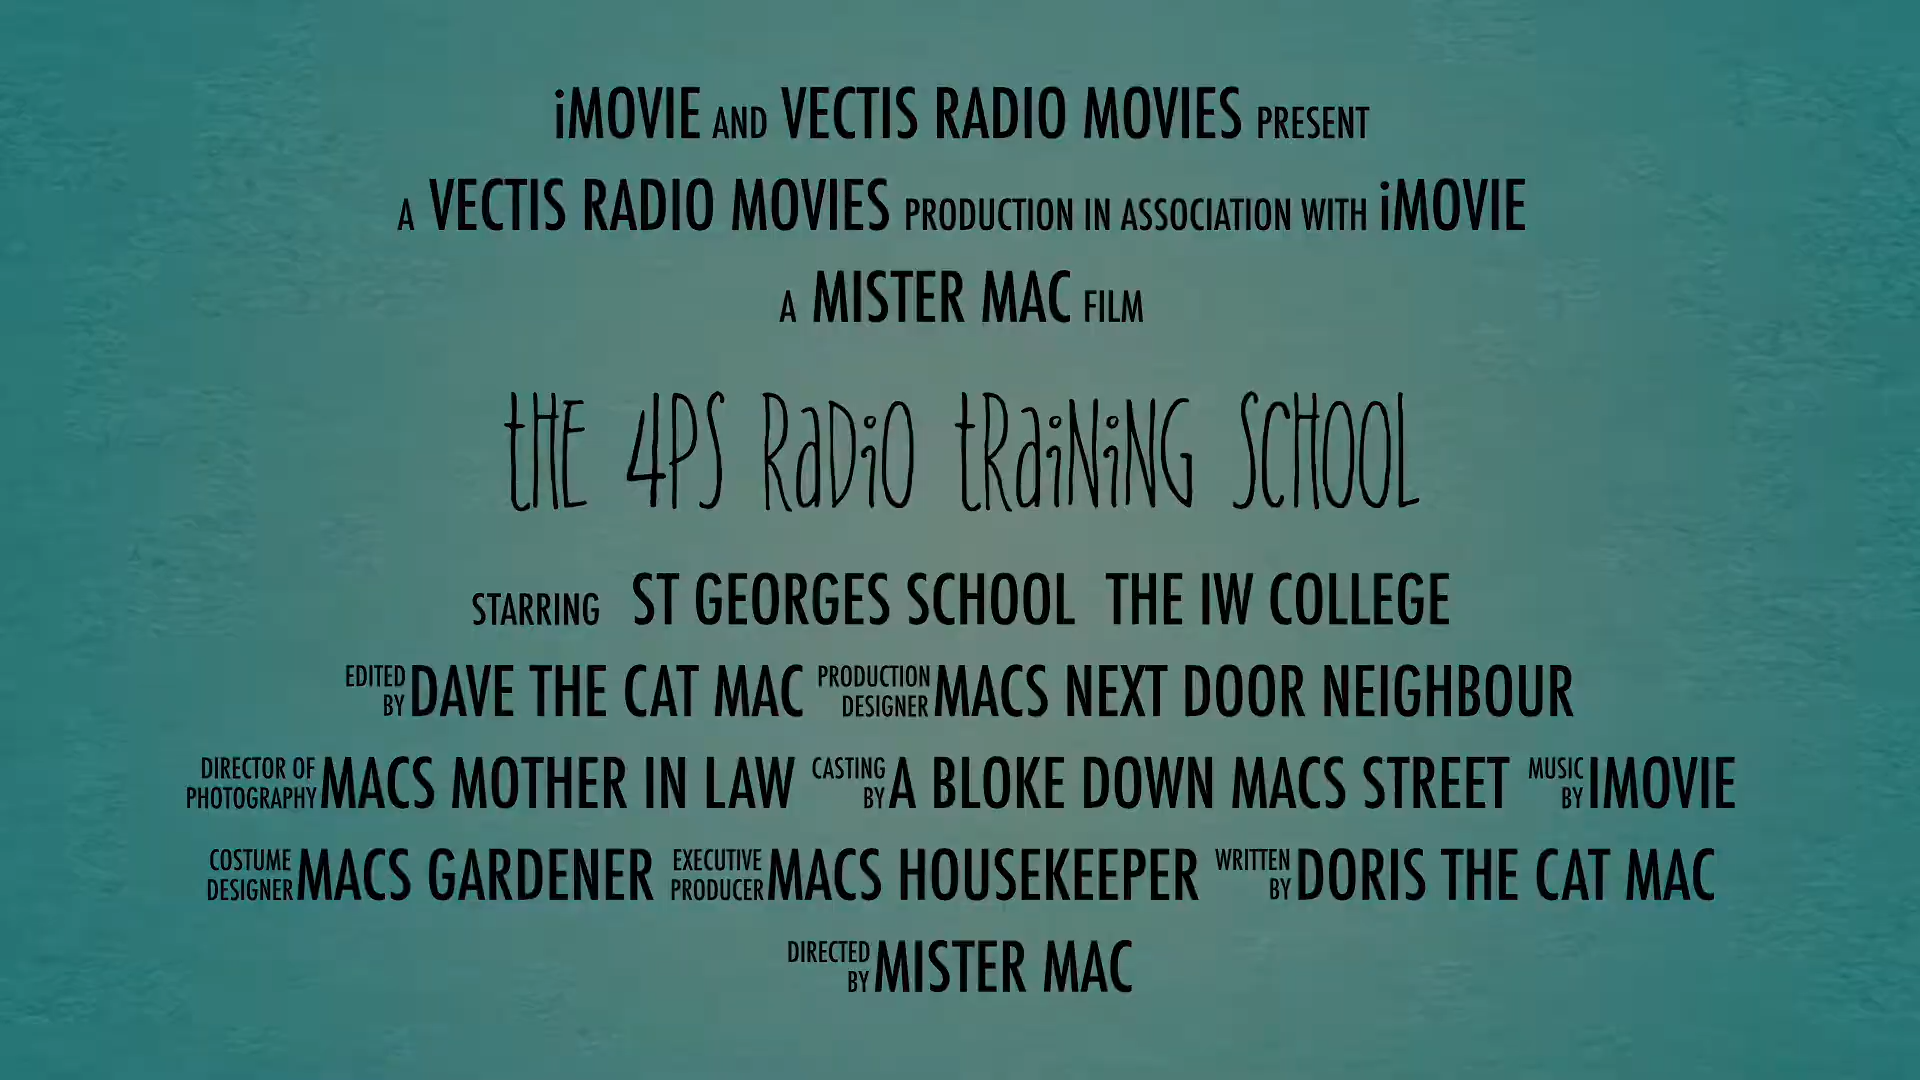 iMOVIE AND VECTIS RADIO MOVIES PRESENT
A VECTIS RADIO MOVIES PRODUCTION IN ASSOCIATION WITH iMOVIE
A MISTER MAC FILM
tHE 4PS RaDiO tRaiNiNG SCHOOL
STARRING ST GEORGES SCHOOL THE IW COLLEGE
EDITED BY DAVE THE CAT MAC PRODUCTION DESIGNER MACS NEXT DOOR NEIGHBOUR
DIRECTOR OF PHOTOGRAPHY MACS MOTHER IN LAW CASTING BY A BLOKE DOWN MACS STREET MUSIC BY IMOVIE
COSTUME DESIGNER MACS GARDENER EXECUTIVE PRODUCER MACS HOUSEKEEPER WRITTEN BY DORIS THE CAT MAC
DIRECTED BY MISTER MAC